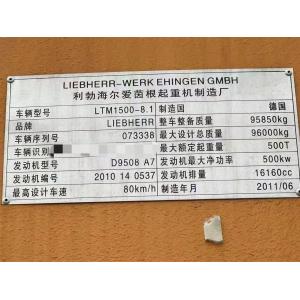 LIEBHERR-WERK EHINGEN GMBH
利勃海尔爱茵根起重机制造厂
车辆型号 LTM1500-8.1 制造国 德国
品牌 LIEBHERR 整车整备质量 95850kg
车辆序列号 073338 最大设计总质量 96000kg
车辆识别 最大额定起重量 500T
发动机型号 D9508 A7 发动机最大净功率 500kw
发动机编号 2010 14 0537 发动机排量 16160cc
最高设计车速 80km/h 制造年月 2011/06